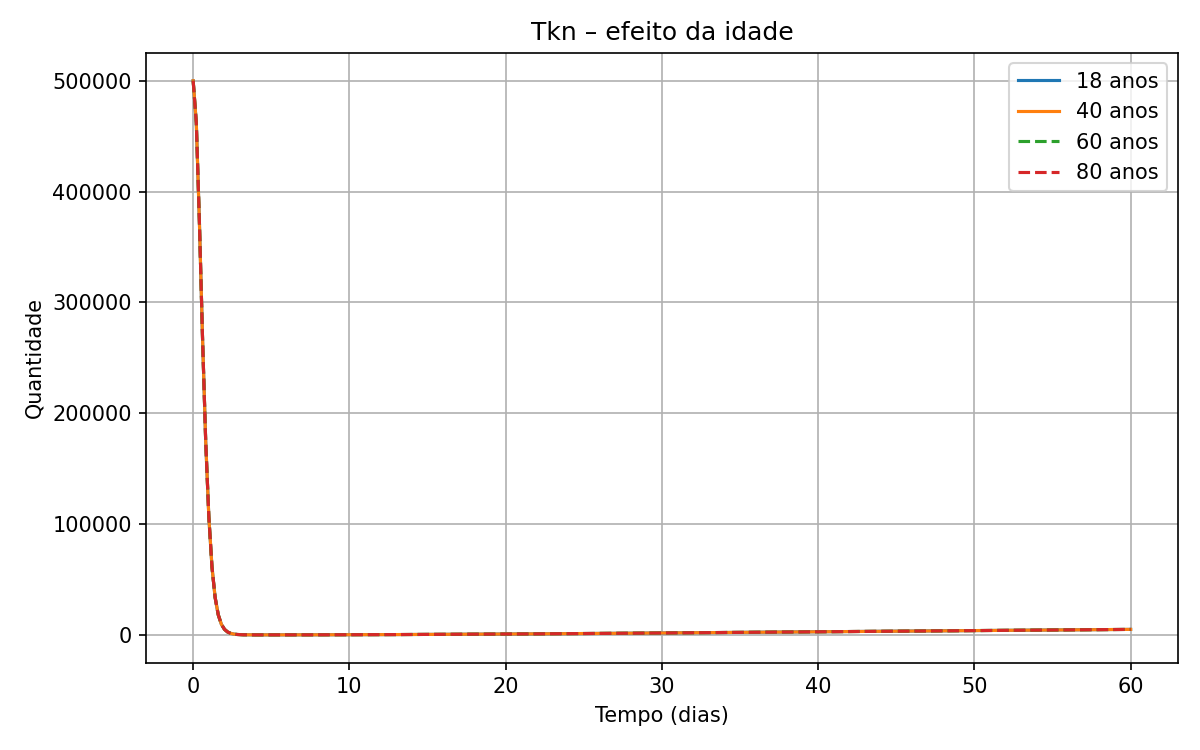 Tkn – efeito da idade
18 anos
40 anos
60 anos
80 anos
500000
400000
300000
200000
100000
0
Quantidade
0 10 20 30 40 50 60
Tempo (dias)